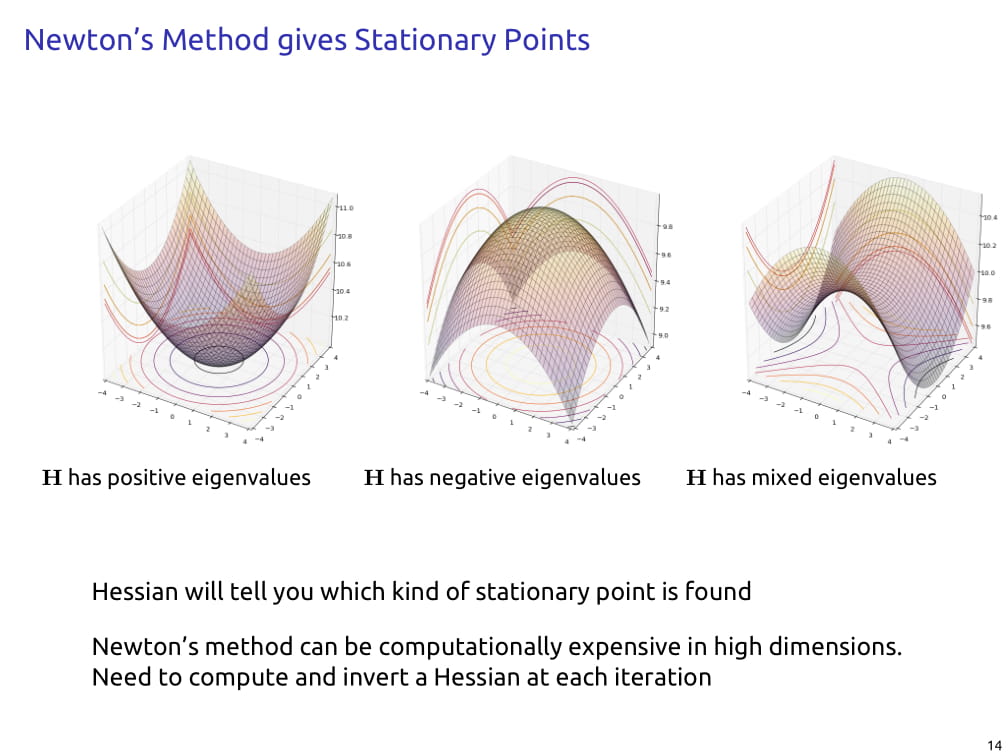 Newton's Method gives Stationary Points
11.0
10.8
10.6
10.4
10.2
−4 −3 −2 −1 0 1 2 3 4
−4 −3 −2 −1 0 1 2 3 4
9.8
9.6
9.4
9.2
9.0
−4 −3 −2 −1 0 1 2 3 4
−4 −3 −2 −1 0 1 2 3 4
10.4
10.2
10.0
9.8
9.6
−4 −3 −2 −1 0 1 2 3 4
−4 −3 −2 −1 0 1 2 3 4
H has positive eigenvalues
H has negative eigenvalues
H has mixed eigenvalues
Hessian will tell you which kind of stationary point is found
Newton's method can be computationally expensive in high dimensions.
Need to compute and invert a Hessian at each iteration
14